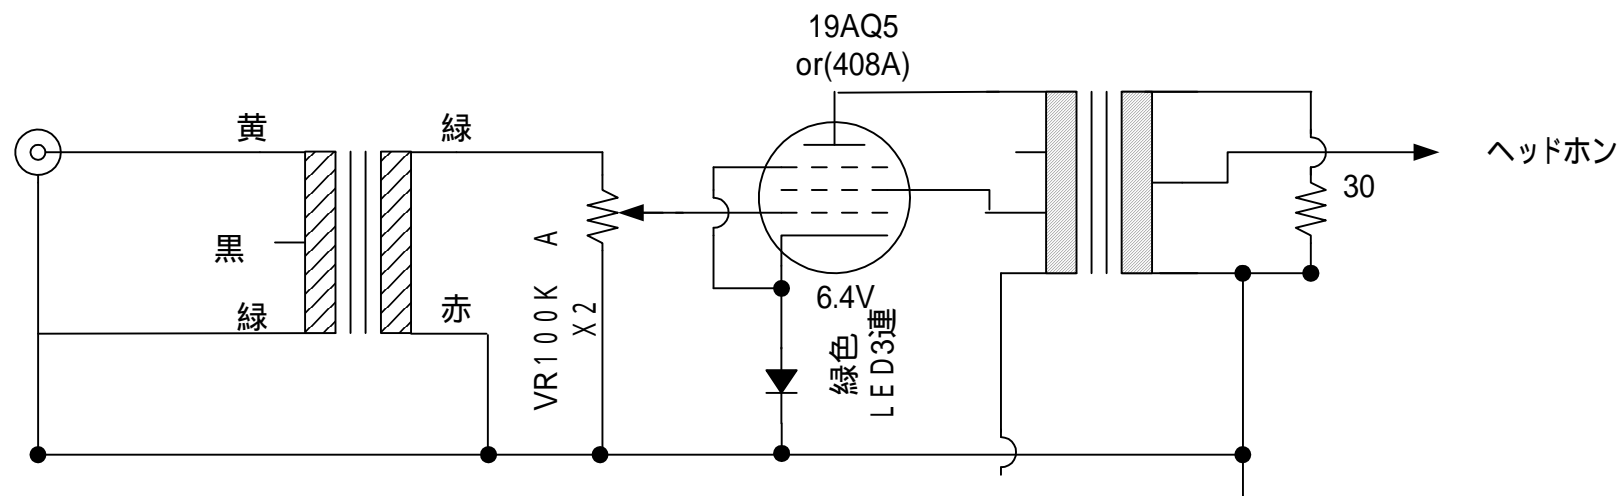 19AQ5
or(408A)
黄
緑
ヘッドホン
30
黒
VR100K A
X2
6.4V
緑
赤
緑色
LED3連